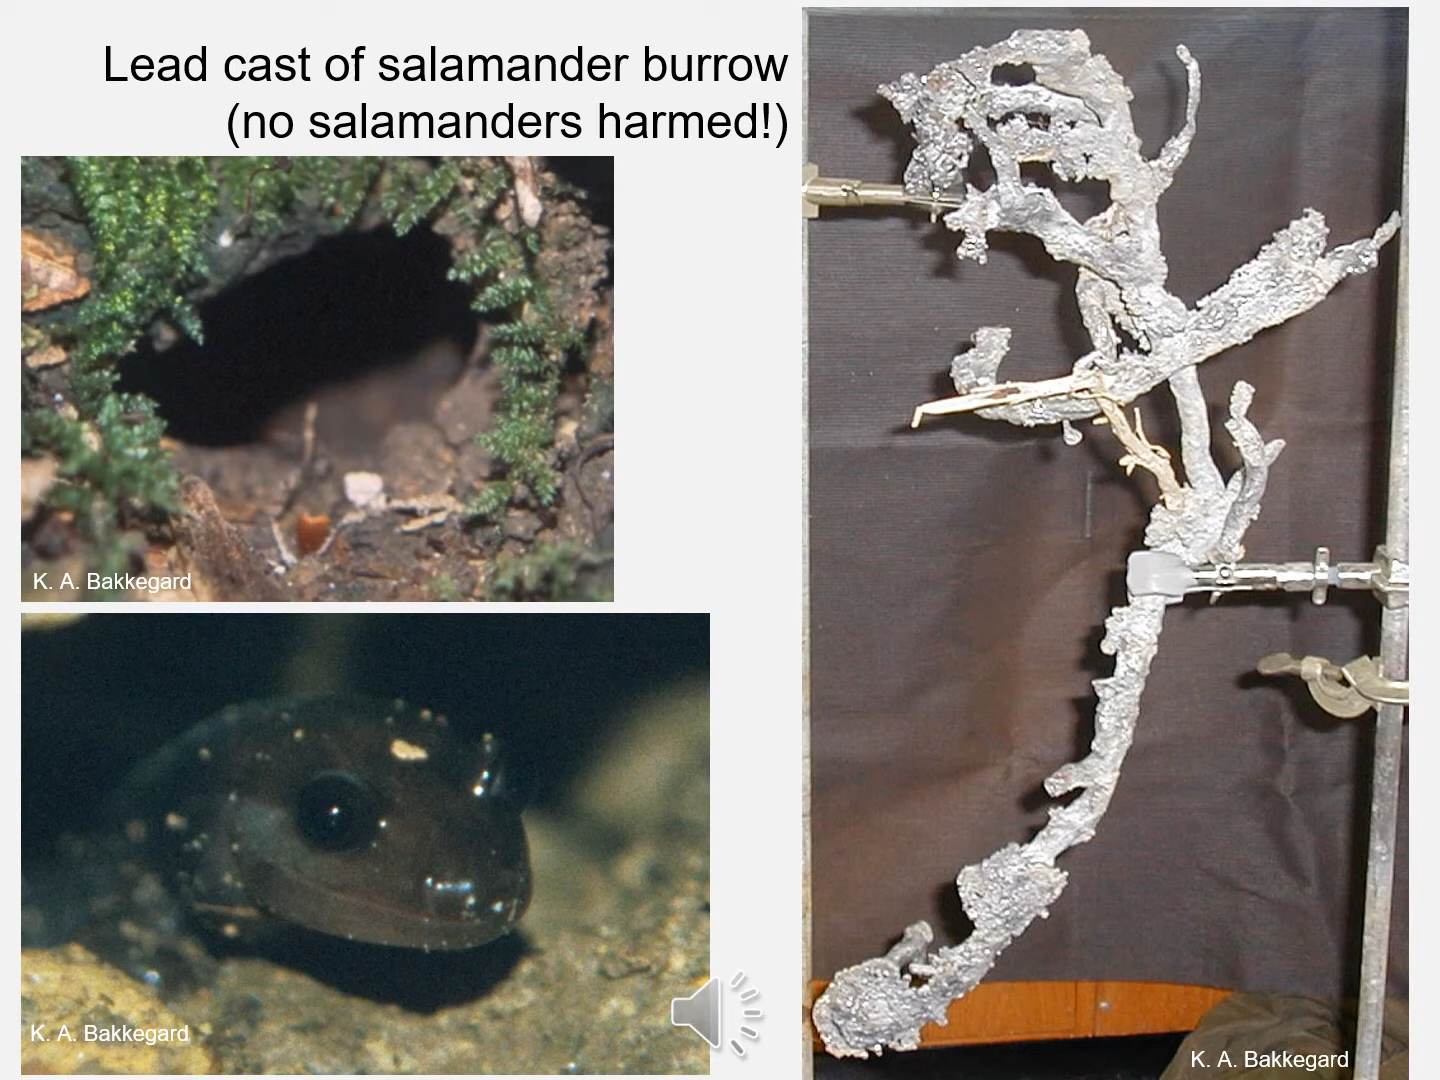 Lead cast of salamander burrow
(no salamanders harmed!)
K. A. Bakkegard
K. A. Bakkegard
K. A. Bakkegard